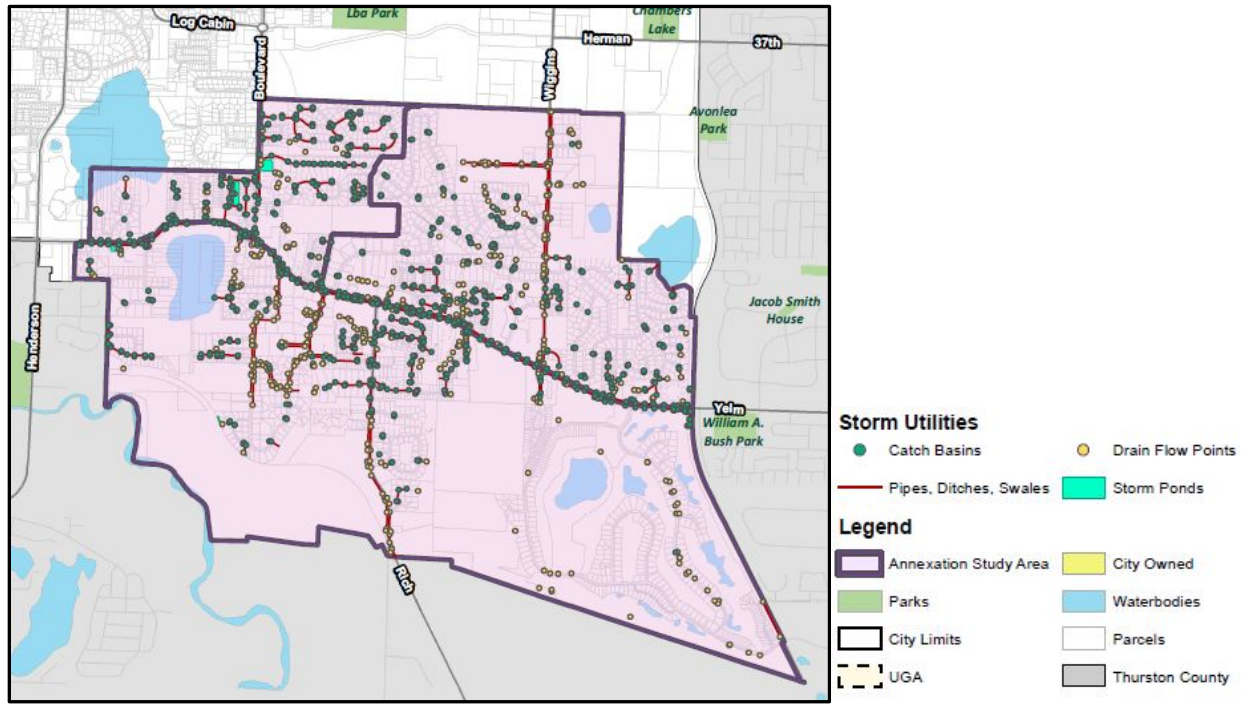 Lba Park
Chambers
Lake
Log Cabin
Boulevard
Wiggins
Herman
37th
Avonlea
Park
Jacob Smith
House
Henderson
Yelm
William A.
Bush Park
Rich
Storm Utilities
Catch Basins
Drain Flow Points
Pipes, Ditches, Swales
Storm Ponds
Legend
Annexation Study Area
City Owned
Parks
Waterbodies
City Limits
Parcels
UGA
Thurston County